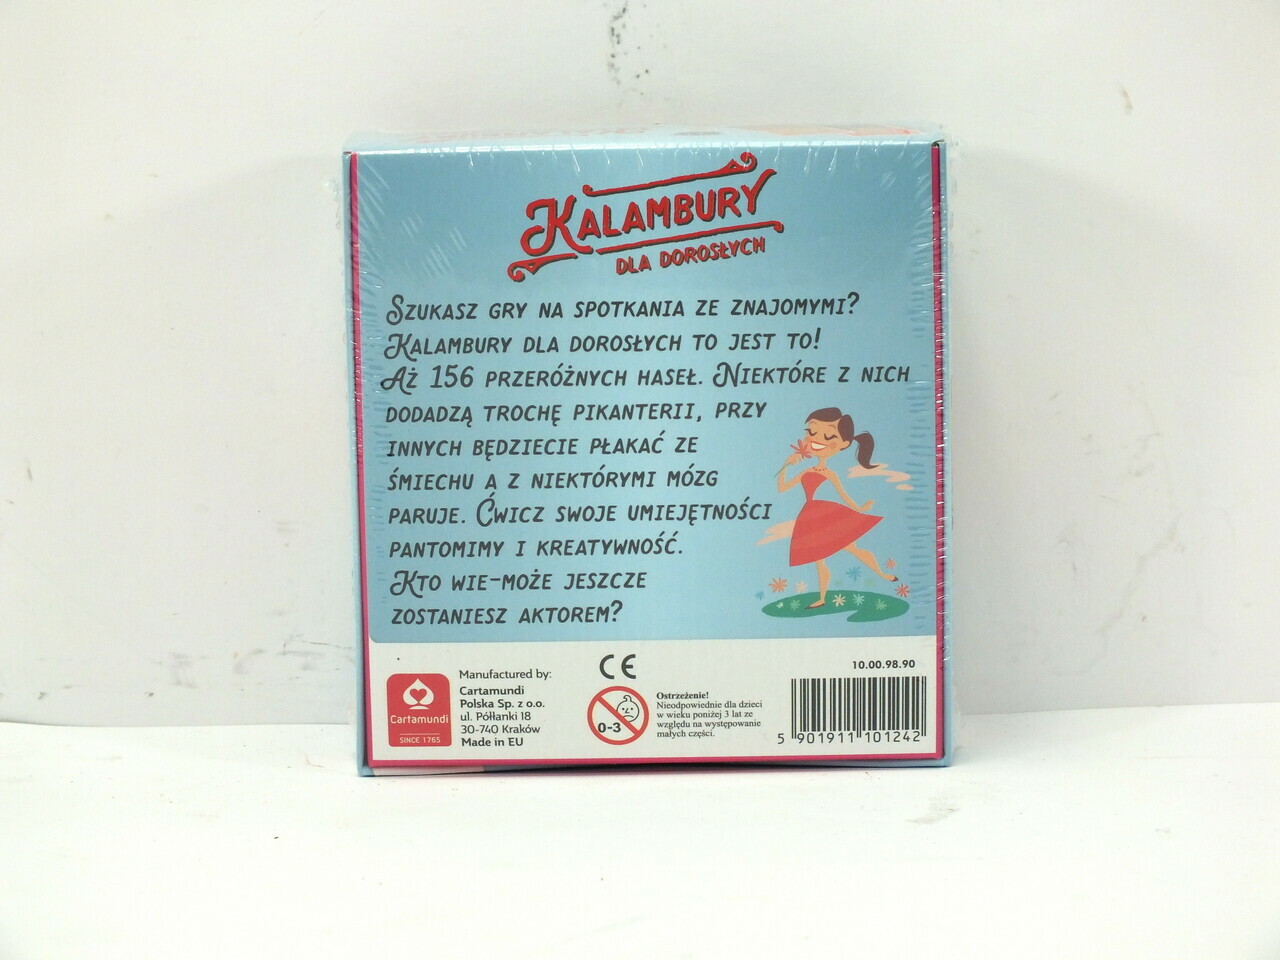 KALAMBURY
DLA DOROSŁYCH
SZUKASZ GRY NA SPOTKANIA ZE ZNAJOMYMI?
KALAMBURY DLA DOROSŁYCH TO JEST TO!
AŻ 156 PRZERÓŻNYCH HASEŁ. NIEKTÓRE Z NICH
DODADZĄ TROCHĘ PIKANTERII, PRZY
INNYCH BĘDZIECIE PŁAKAĆ ZE
ŚMIECHU A Z NIEKTÓRYMI MÓZG
PARUJE. ĆWICZ SWOJE UMIEJĘTNOŚCI
PANTOMIMY I KREATYWNOŚĆ.
KTO WIE-MOŻE JESZCZE
ZOSTANIESZ AKTOREM?
Cartamundi
SINCE 1765
Manufactured by:
Cartamundi
Polska Sp. z o.o.
ul. Półłanki 18
30-740 Kraków
Made in EU
CE
0-3
Ostrzeżenie!
Nieodpowiednie dla dzieci
w wieku poniżej 3 lat ze
względu na występowanie
małych części.
10.00.98.90
5 901911 101242